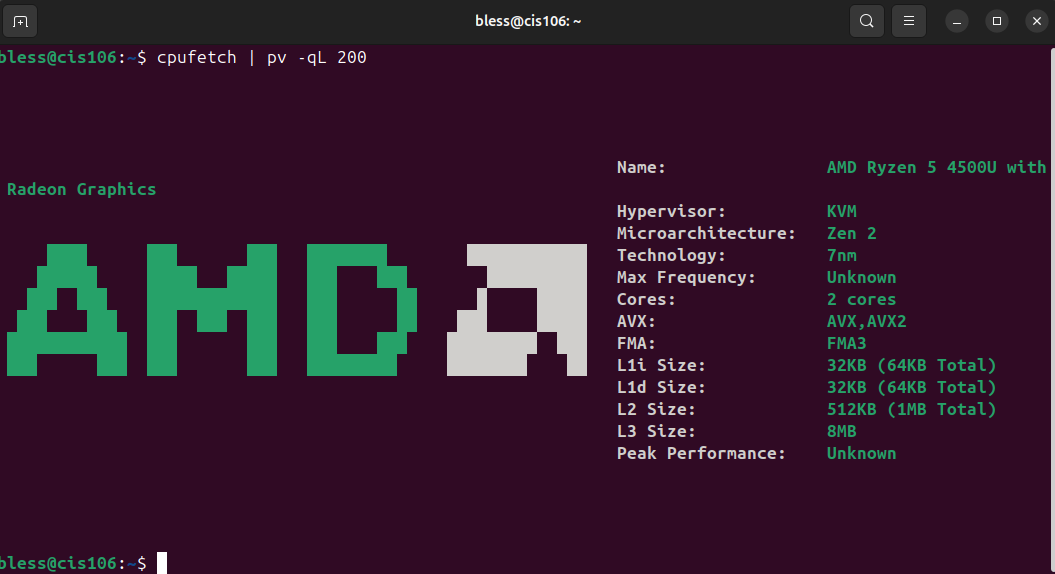 bless@cis106: ~
bless@cis106:~$ cpufetch | pv -qL 200
Name: AMD Ryzen 5 4500U with
Radeon Graphics
Hypervisor: KVM
Microarchitecture: Zen 2
Technology: 7nm
Max Frequency: Unknown
Cores: 2 cores
AVX: AVX,AVX2
FMA: FMA3
L1i Size: 32KB (64KB Total)
L1d Size: 32KB (64KB Total)
L2 Size: 512KB (1MB Total)
L3 Size: 8MB
Peak Performance: Unknown
AMD
bless@cis106:~$